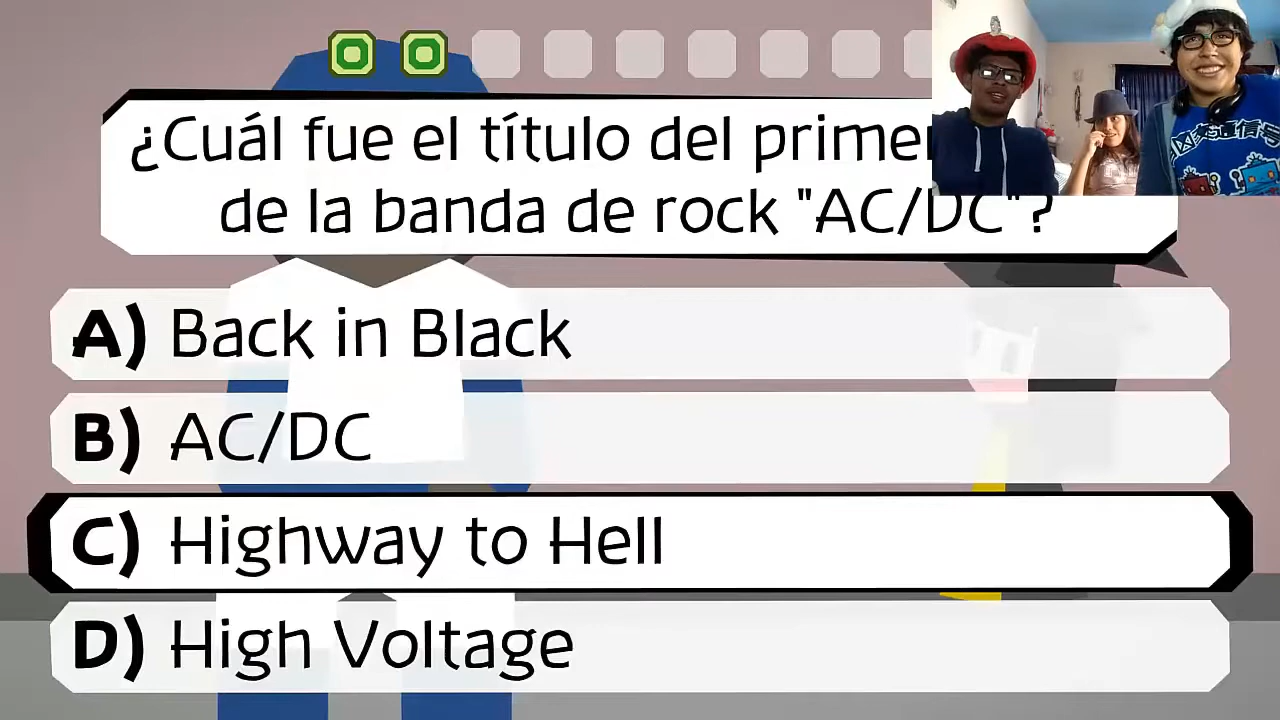 ¿Cuál fue el título del primer
de la banda de rock "AC/DC"?
A) Back in Black
B) AC/DC
C) Highway to Hell
D) High Voltage